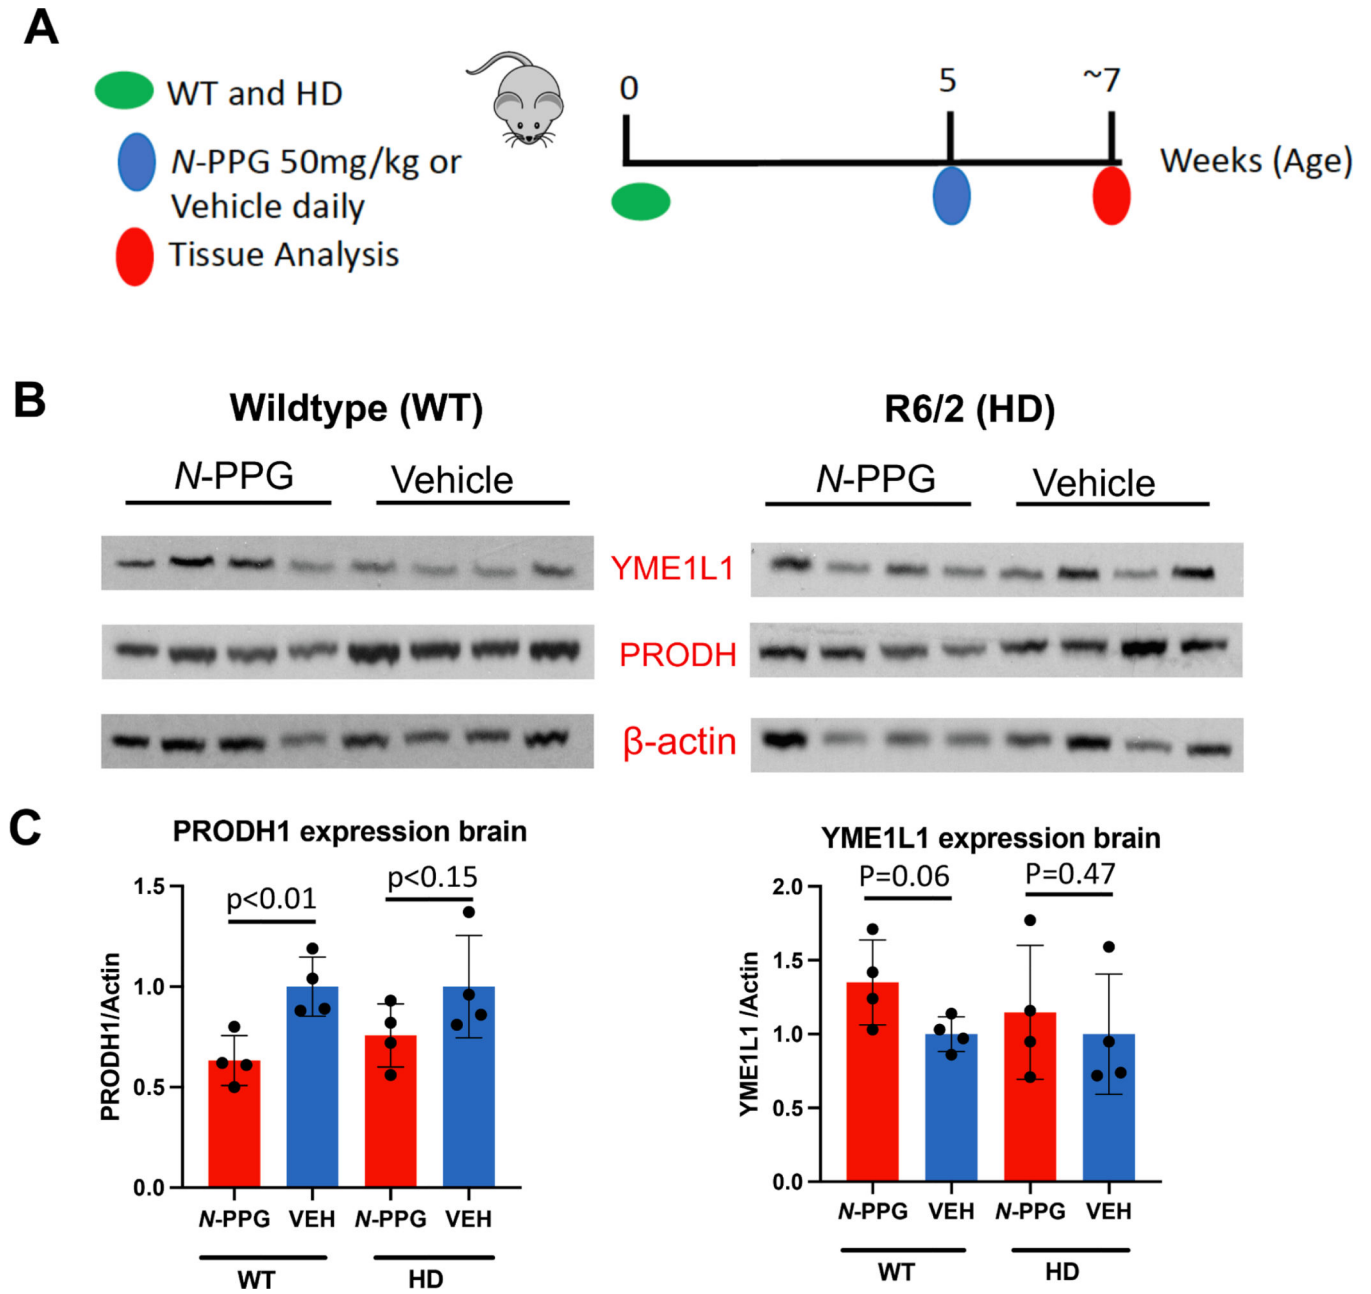 A
WT and HD
N-PPG 50mg/kg or
Vehicle daily
Tissue Analysis
0
5
~7
Weeks (Age)
B
Wildtype (WT)
R6/2 (HD)
N-PPG
Vehicle
N-PPG
Vehicle
YME1L1
PRODH
β-actin
C
PRODH1 expression brain
p<0.01
p<0.15
1.5
1.0
0.5
0.0
PRODH1/Actin
N-PPG
VEH
N-PPG
VEH
WT
HD
YME1L1 expression brain
P=0.06
P=0.47
2.0
1.5
1.0
0.5
0.0
YME1L1 /Actin
N-PPG
VEH
N-PPG
VEH
WT
HD